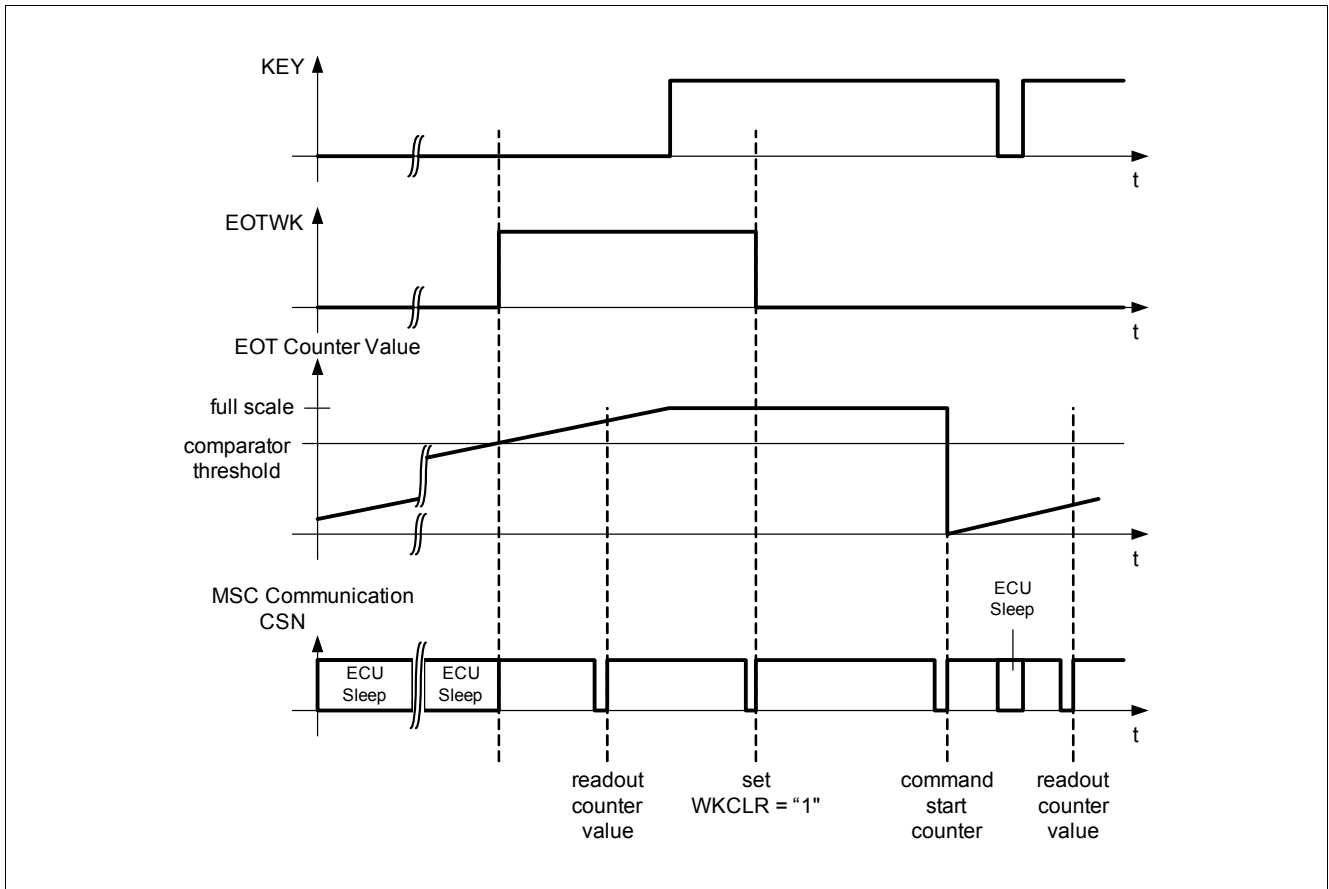 KEY
t
EOTWK
t
EOT Counter Value
full scale
comparator
threshold
t
MSC Communication
CSN
ECU
Sleep
ECU
Sleep
ECU
Sleep
t
readout
counter
value
set
WKCLR = “1"
command
start
counter
readout
counter
value